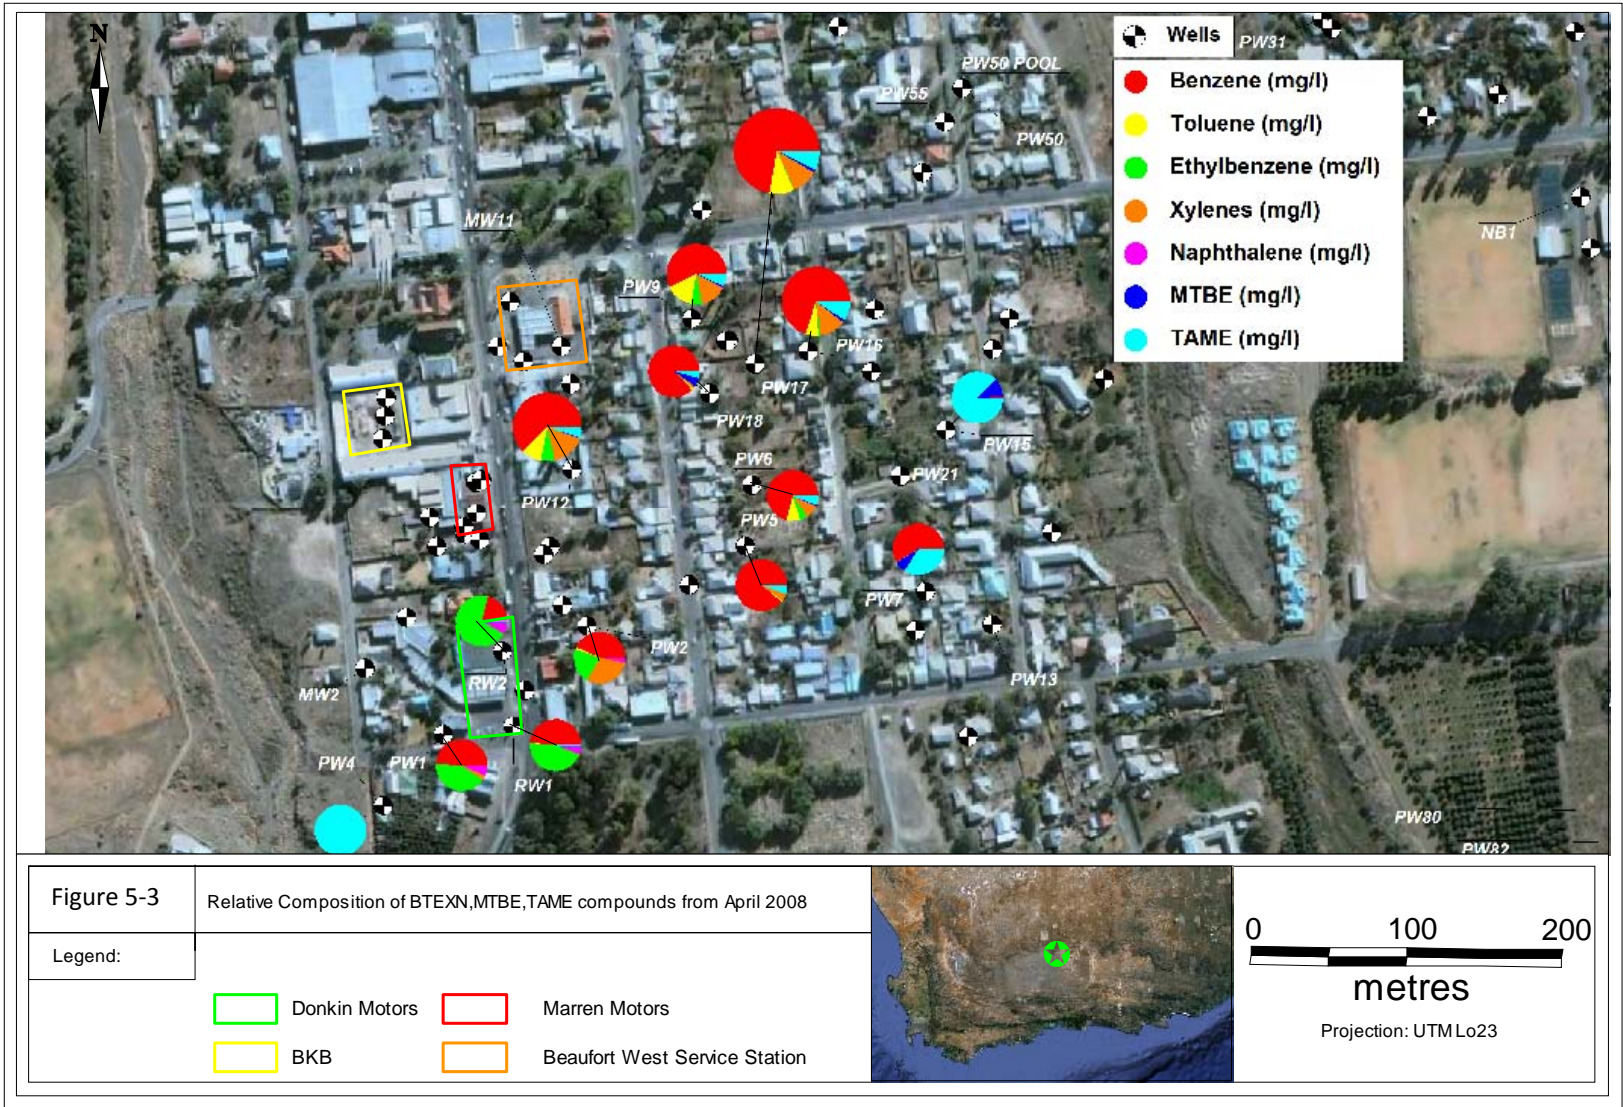 N
Wells
PW31
Benzene (mg/l)
Toluene (mg/l)
Ethylbenzene (mg/l)
Xylenes (mg/l)
Naphthalene (mg/l)
MTBE (mg/l)
TAME (mg/l)
PW50 POOL
PW55
PW50
MW11
NB1
PW9
PW16
PW17
PW18
PW15
PW6
PW21
PW12
PW5
PW7
PW2
RW2
MW2
PW13
PW4
PW1
RW1
PW80
PW82
Figure 5-3
Relative Composition of BTEXN,MTBE,TAME compounds from April 2008
Legend:
Donkin Motors
Marren Motors
BKB
Beaufort West Service Station
0 100 200
metres
Projection: UTM Lo23